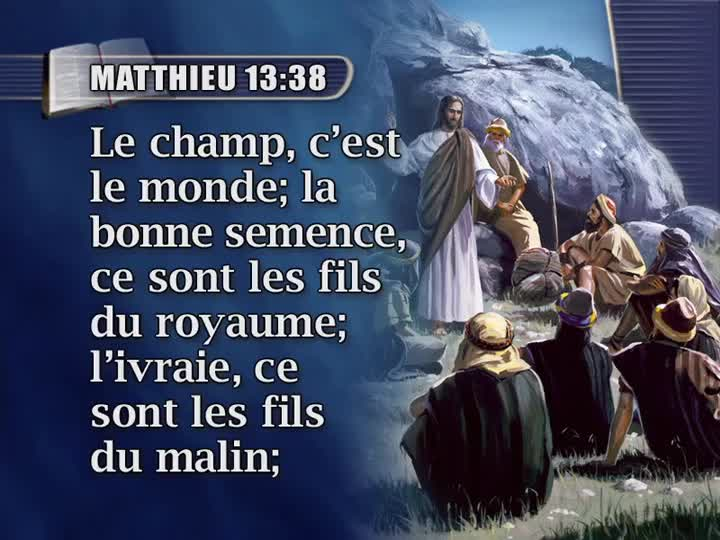 MATTHIEU 13:38
Le champ, c’est
le monde; la
bonne semence,
ce sont les fils
du royaume;
l’ivraie, ce
sont les fils
du malin;